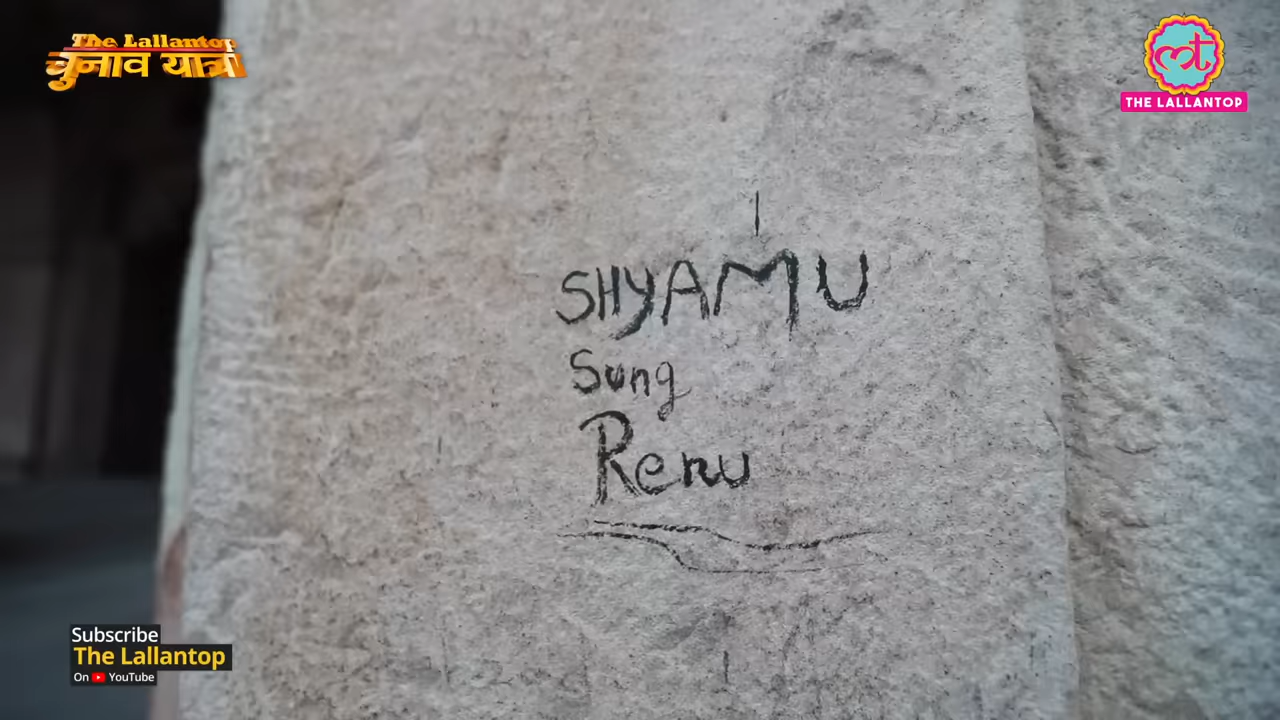 The Lallantop
चुनाव यात्रा
THE LALLANTOP
SHYAMU
Sung
Renu
Subscribe
The Lallantop
On YouTube